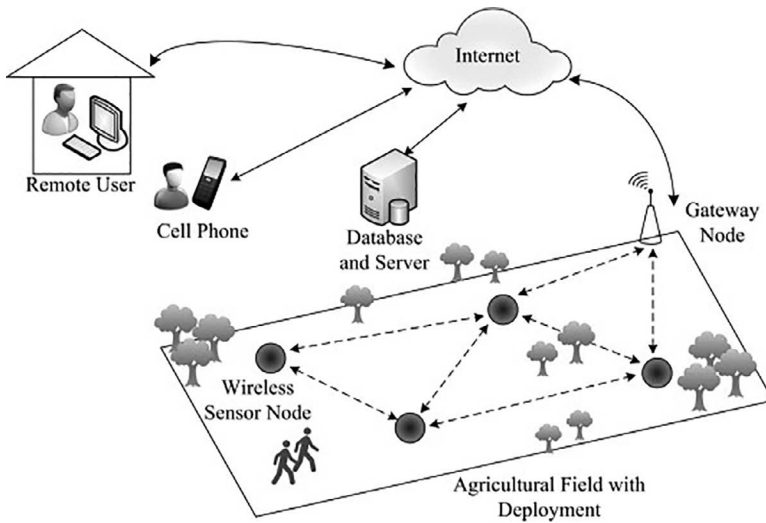 Internet
Remote User
Cell Phone
Database
and Server
Gateway
Node
Wireless
Sensor Node
Agricultural Field with
Deployment